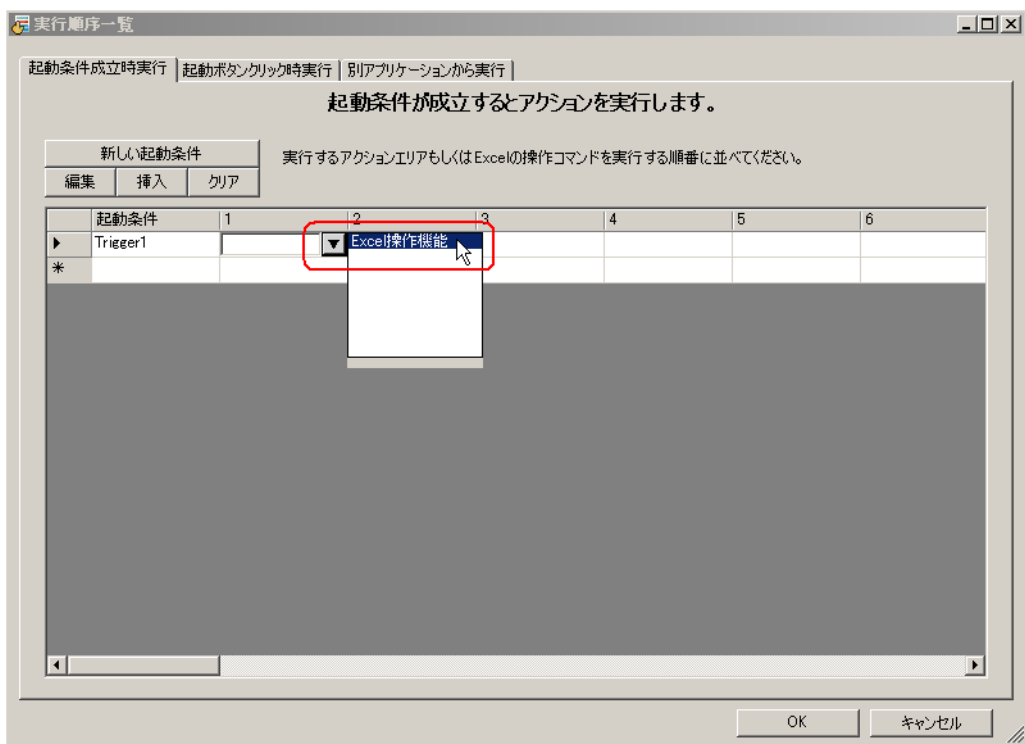 実行順序一覧
起動条件成立時実行 起動ボタンクリック時実行 別アプリケーションから実行
起動条件が成立するとアクションを実行します。
新しい起動条件
実行するアクションエリアもしくはExcelの操作コマンドを実行する順番に並べてください。
編集 挿入 クリア
起動条件 1 2 3 4 5 6
Trigger1 Excel操作機能
OK キャンセル